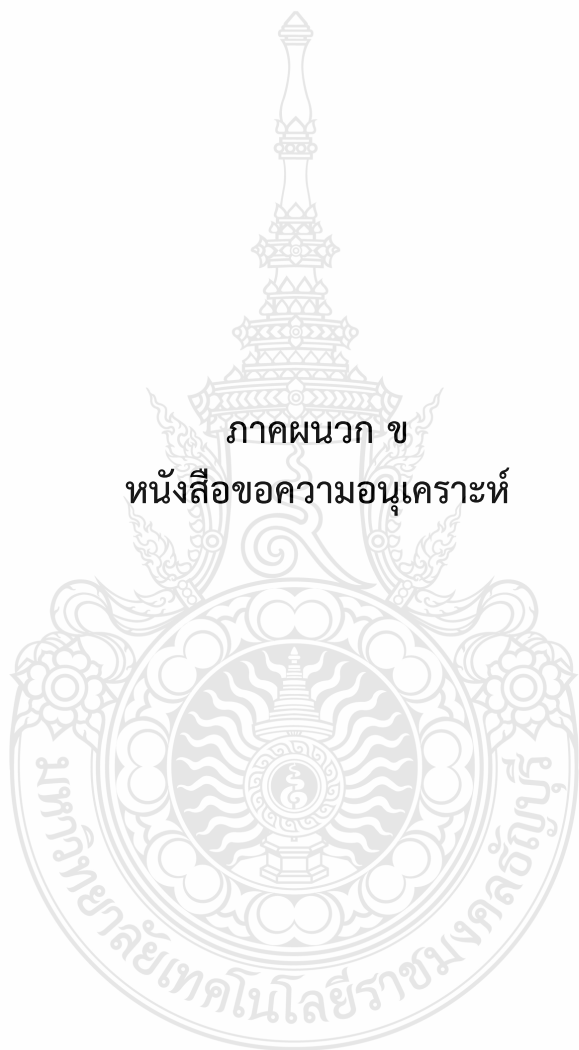 ภาคผนวก ข
หนังสือขอความอนุเคราะห์
มหาวิทยาลัยเทคโนโลยีราชมงคลธัญบุรี